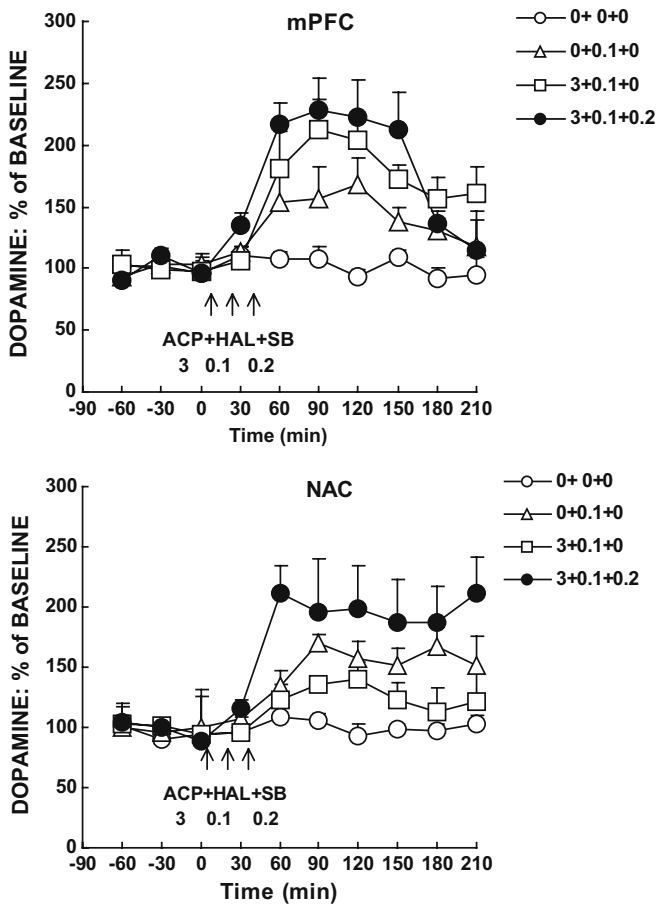 mPFC
DOPAMINE: % of BASELINE
300
250
200
150
100
50
0
-90 -60 -30 0 30 60 90 120 150 180 210
Time (min)
ACP+HAL+SB
3 0.1 0.2
0+ 0+0
0+0.1+0
3+0.1+0
3+0.1+0.2
NAC
DOPAMINE: % of BASELINE
300
250
200
150
100
50
0
-90 -60 -30 0 30 60 90 120 150 180 210
Time (min)
ACP+HAL+SB
3 0.1 0.2
0+ 0+0
0+0.1+0
3+0.1+0
3+0.1+0.2